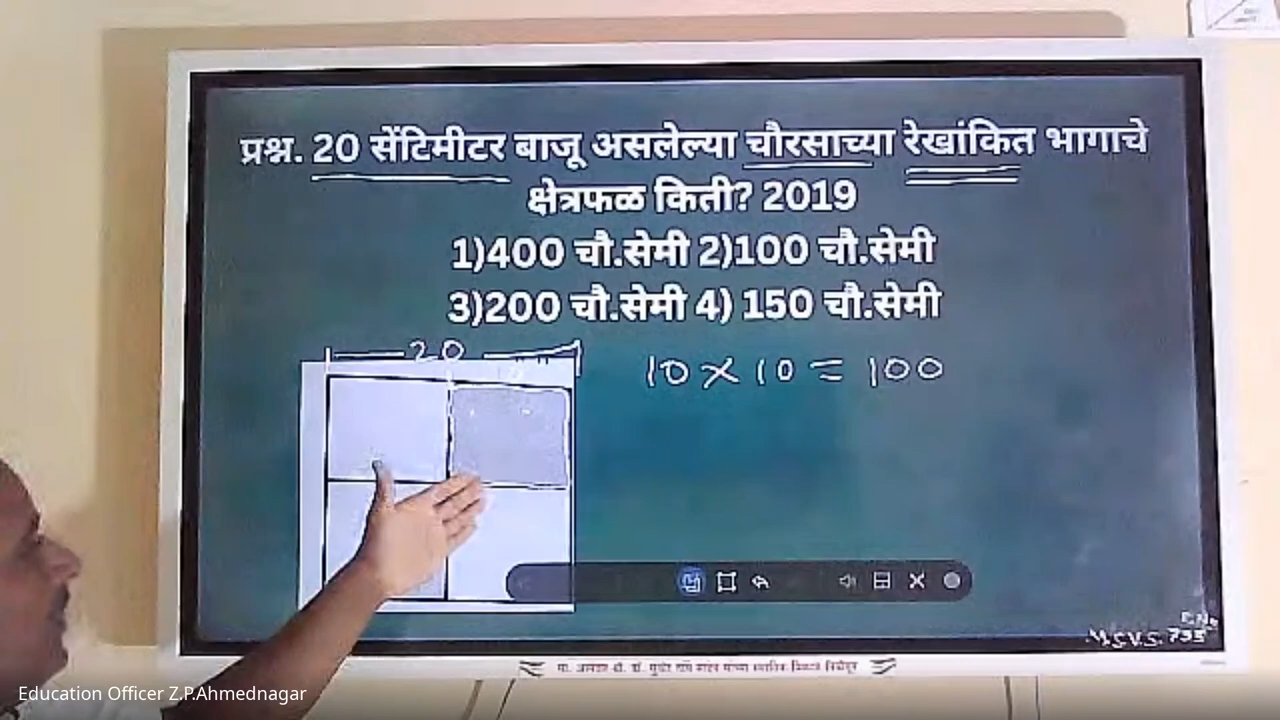 प्रश्न. 20 सेंटिमीटर बाजू असलेल्या चौरसाच्या रेखांकित भागाचे
क्षेत्रफळ किती? 2019
1)400 चौ.सेमी 2)100 चौ.सेमी
3)200 चौ.सेमी 4) 150 चौ.सेमी
20
10 × 10 = 100
Education Officer Z.P.Ahmednagar